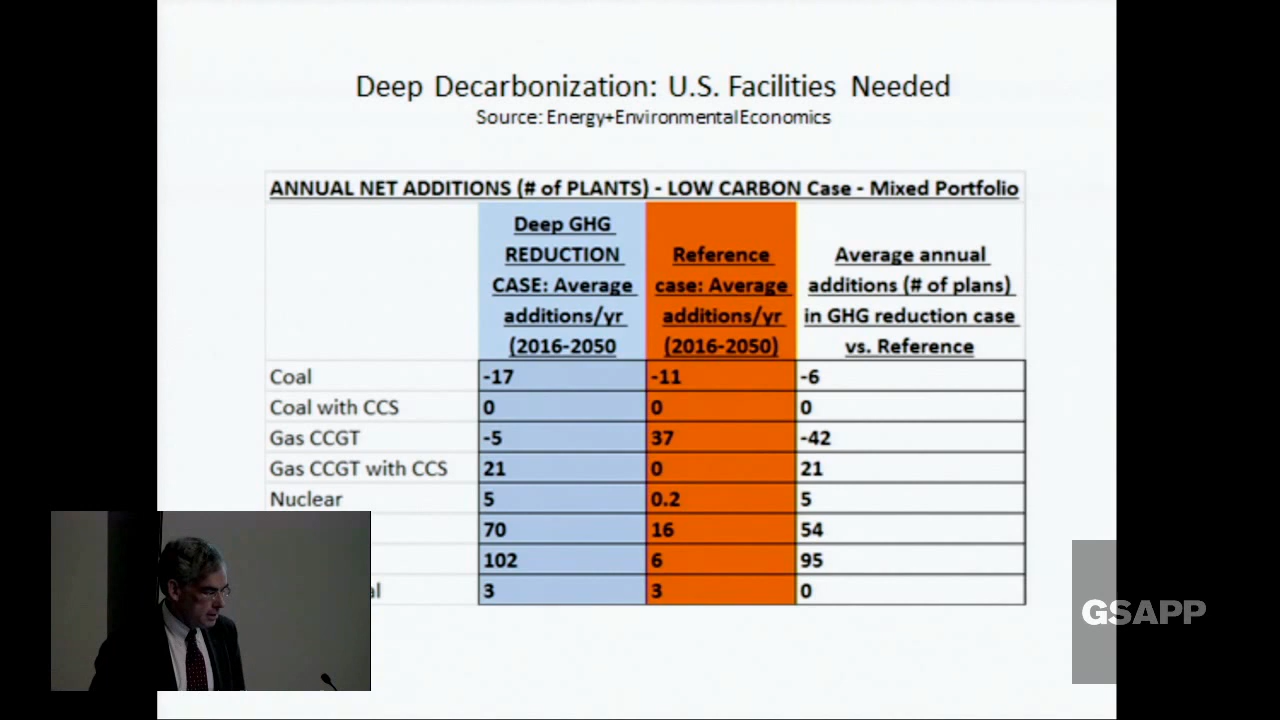 Deep Decarbonization: U.S. Facilities Needed
Source: Energy+EnvironmentalEconomics
ANNUAL NET ADDITIONS (# of PLANTS) - LOW CARBON Case - Mixed Portfolio
Deep GHG REDUCTION CASE: Average additions/yr (2016-2050
Reference case: Average additions/yr (2016-2050)
Average annual additions (# of plans) in GHG reduction case vs. Reference
Coal -17 -11 -6
Coal with CCS 0 0 0
Gas CCGT -5 37 -42
Gas CCGT with CCS 21 0 21
Nuclear 5 0.2 5
70 16 54
102 6 95
3 3 0
GSAPP